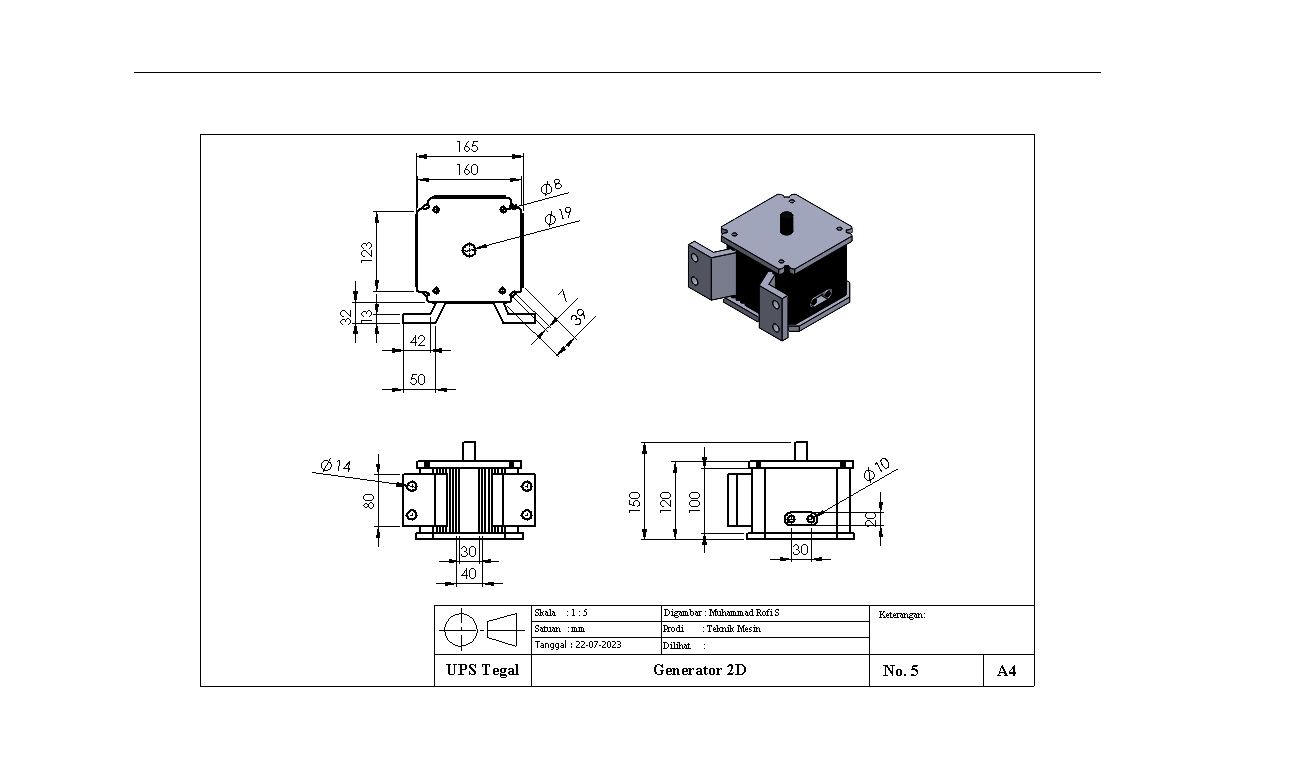 165
160
Ø8
Ø19
123
32
13
7
39
42
50
Ø14
80
30
40
150
120
100
Ø10
20
30
Skala : 1 : 5
Digambar : Muhammad Rofi S
Keterangan:
Satuan : mm
Prodi : Teknik Mesin
Tanggal : 22-07-2023
Dilihat :
UPS Tegal
Generator 2D
No. 5
A4